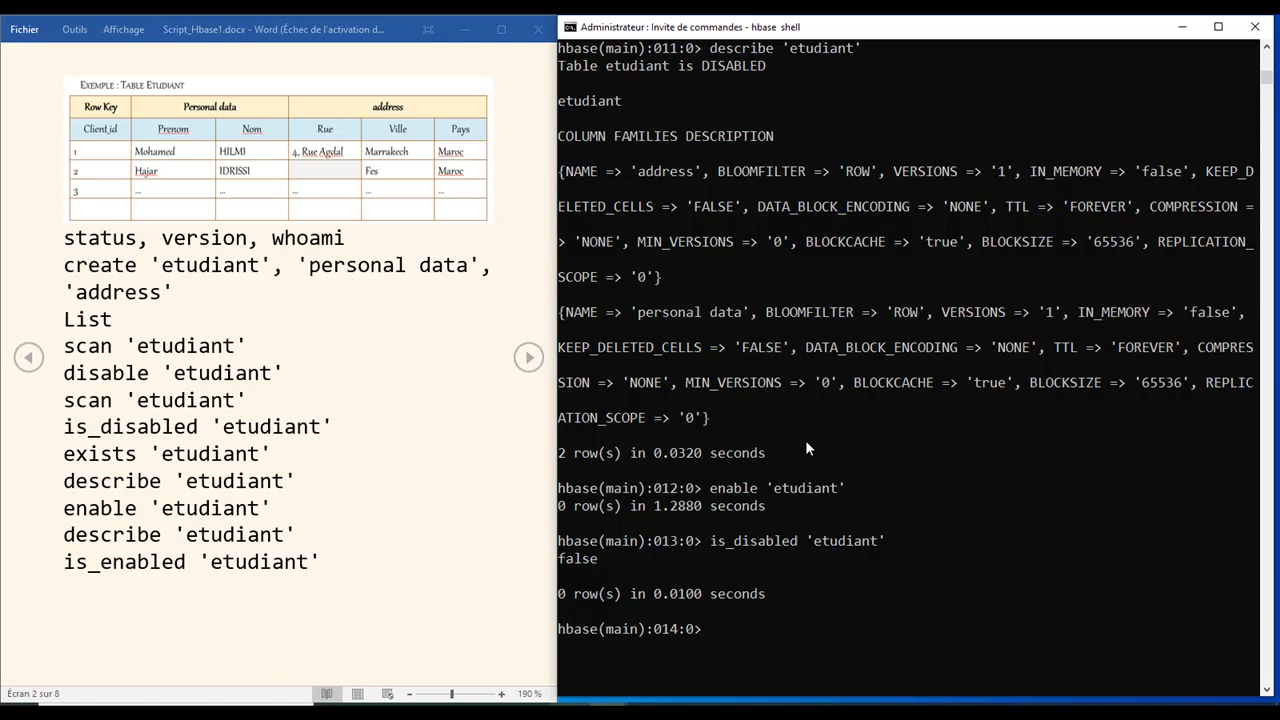 Fichier Outils Affichage Script_Hbase1.docx - Word (Échec de l'activation d...
EXEMPLE : TABLE ETUDIANT
Row Key Personal data address
Client_id Prenom Nom Rue Ville Pays
1 Mohamed HILMI 4, Rue Agdal Marrakech Maroc
2 Hajar IDRISSI Fes Maroc
3 ... ... ... ... ...
status, version, whoami
create 'etudiant', 'personal data',
'address'
List
scan 'etudiant'
disable 'etudiant'
scan 'etudiant'
is_disabled 'etudiant'
exists 'etudiant'
describe 'etudiant'
enable 'etudiant'
describe 'etudiant'
is_enabled 'etudiant'
Écran 2 sur 8 190 %
Administrateur : Invite de commandes - hbase shell
hbase(main):011:0> describe 'etudiant'
Table etudiant is DISABLED
etudiant
COLUMN FAMILIES DESCRIPTION
{NAME => 'address', BLOOMFILTER => 'ROW', VERSIONS => '1', IN_MEMORY => 'false', KEEP_D
ELETED_CELLS => 'FALSE', DATA_BLOCK_ENCODING => 'NONE', TTL => 'FOREVER', COMPRESSION =
> 'NONE', MIN_VERSIONS => '0', BLOCKCACHE => 'true', BLOCKSIZE => '65536', REPLICATION_
SCOPE => '0'}
{NAME => 'personal data', BLOOMFILTER => 'ROW', VERSIONS => '1', IN_MEMORY => 'false',
KEEP_DELETED_CELLS => 'FALSE', DATA_BLOCK_ENCODING => 'NONE', TTL => 'FOREVER', COMPRES
SION => 'NONE', MIN_VERSIONS => '0', BLOCKCACHE => 'true', BLOCKSIZE => '65536', REPLIC
ATION_SCOPE => '0'}
2 row(s) in 0.0320 seconds
hbase(main):012:0> enable 'etudiant'
0 row(s) in 1.2880 seconds
hbase(main):013:0> is_disabled 'etudiant'
false
0 row(s) in 0.0100 seconds
hbase(main):014:0>